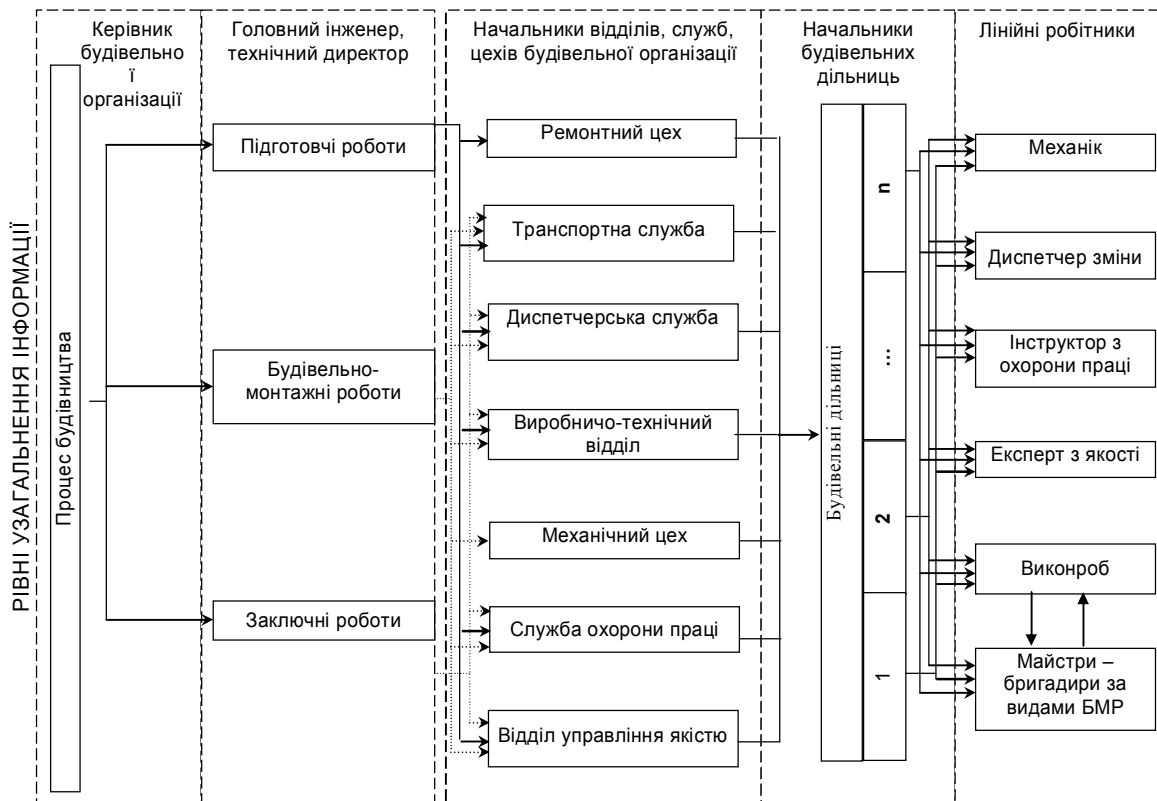 РІВНІ УЗАГАЛЬНЕННЯ ІНФОРМАЦІЇ
Керівник
будівельно
ї
організації
Процес будівництва
Головний інженер,
технічний директор
Підготовчі роботи
Будівельно-
монтажні роботи
Заключні роботи
Начальники відділів, служб,
цехів будівельної організації
Ремонтний цех
Транспортна служба
Диспетчерська служба
Виробничо-технічний
відділ
Механічний цех
Служба охорони праці
Відділ управління якістю
Начальники
будівельних
дільниць
Будівельні дільниці
n
...
2
1
Лінійні робітники
Механік
Диспетчер зміни
Інструктор з
охорони праці
Експерт з якості
Виконроб
Майстри –
бригадири за
видами БМР